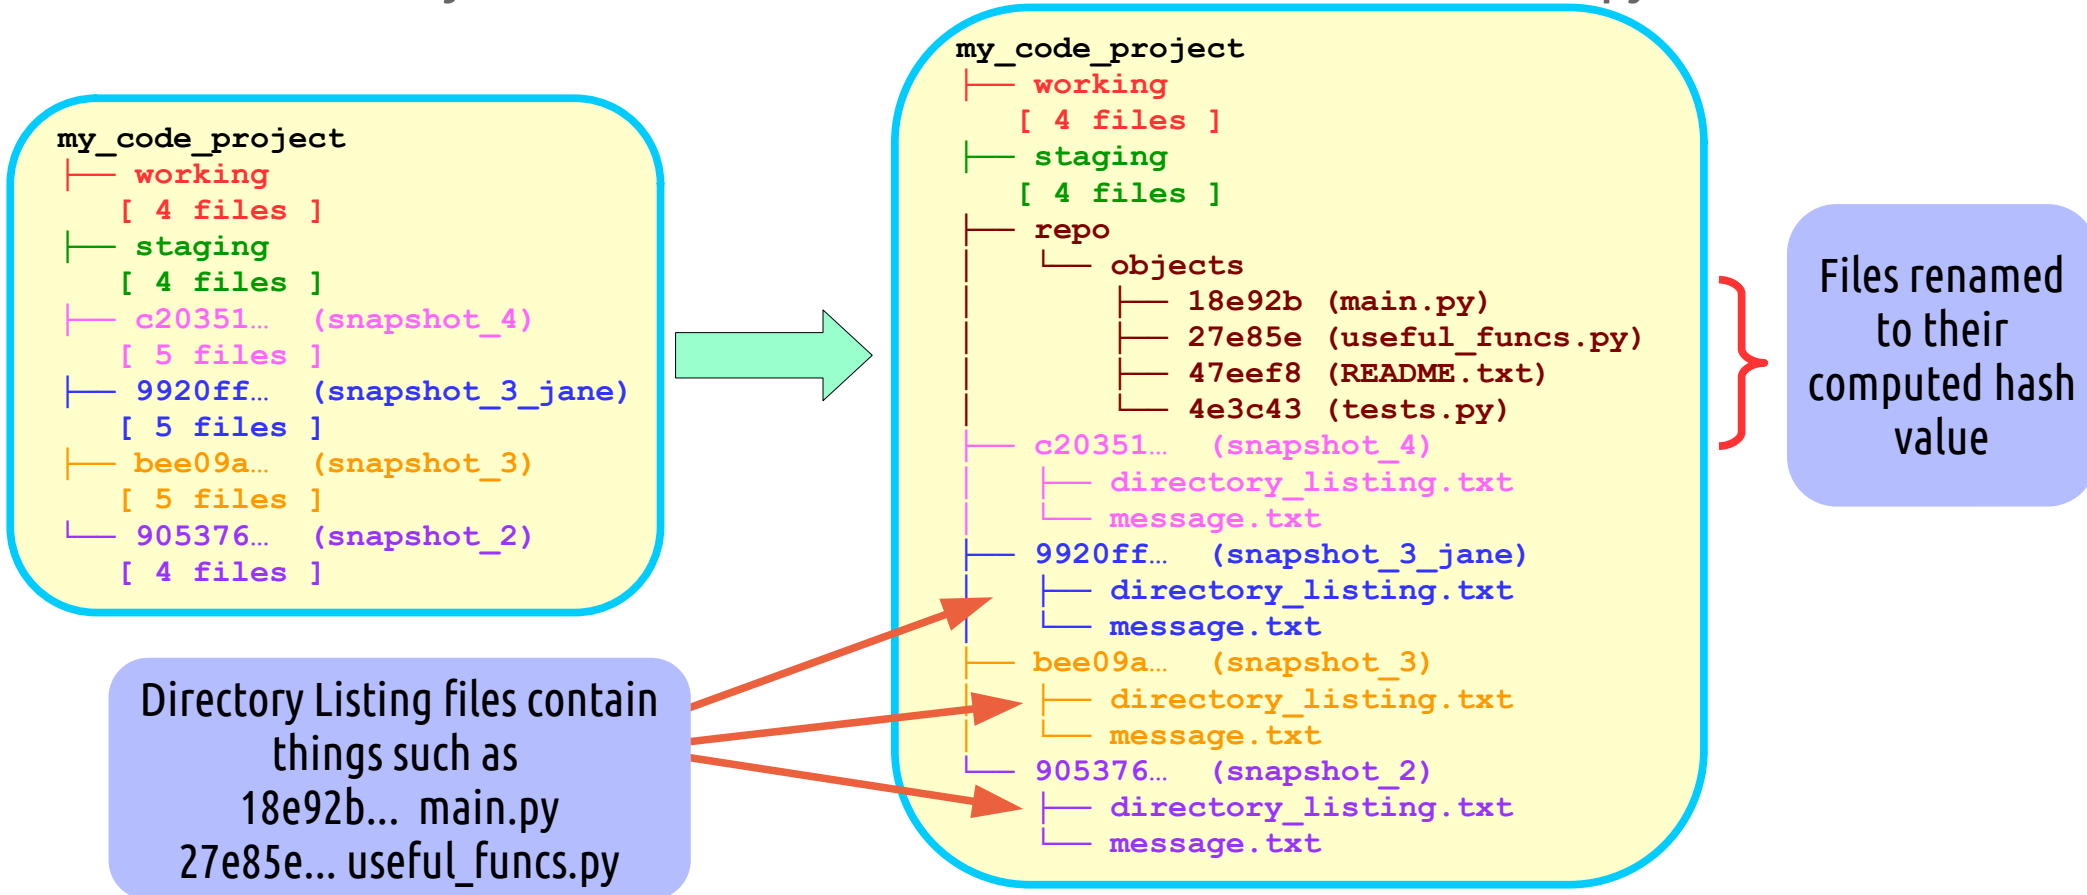 my_code_project
├── working
[ 4 files ]
├── staging
[ 4 files ]
├── c20351… (snapshot_4)
[ 5 files ]
├── 9920ff… (snapshot_3_jane)
[ 5 files ]
├── bee09a… (snapshot_3)
[ 5 files ]
└── 905376… (snapshot_2)
[ 4 files ]
Directory Listing files contain
things such as
18e92b... main.py
27e85e... useful_funcs.py
my_code_project
├── working
[ 4 files ]
├── staging
[ 4 files ]
├── repo
│   └── objects
│       ├── 18e92b (main.py)
│       ├── 27e85e (useful_funcs.py)
│       ├── 47eef8 (README.txt)
│       └── 4e3c43 (tests.py)
├── c20351… (snapshot_4)
│   ├── directory_listing.txt
│   └── message.txt
├── 9920ff… (snapshot_3_jane)
│   ├── directory_listing.txt
│   └── message.txt
├── bee09a… (snapshot_3)
│   ├── directory_listing.txt
│   └── message.txt
└── 905376… (snapshot_2)
├── directory_listing.txt
└── message.txt
Files renamed
to their
computed hash
value